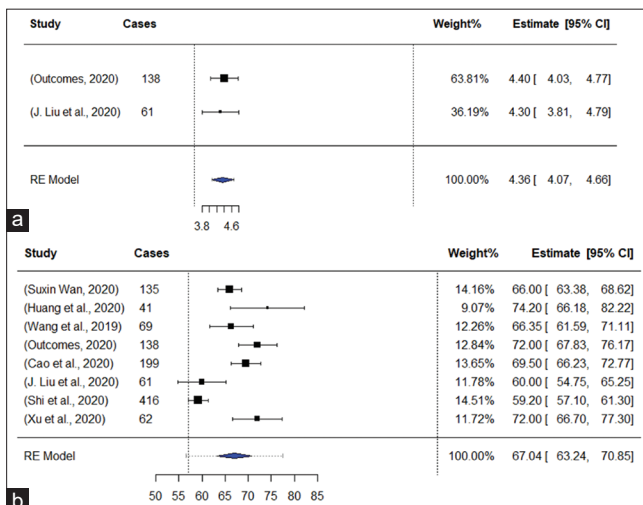 Study Cases Weight% Estimate [95% CI]
(Outcomes, 2020) 138 63.81% 4.40 [ 4.03, 4.77]
(J. Liu et al., 2020) 61 36.19% 4.30 [ 3.81, 4.79]
RE Model 100.00% 4.36 [ 4.07, 4.66]
3.8 4.6
a
Study Cases Weight% Estimate [95% CI]
(Suxin Wan, 2020) 135 14.16% 66.00 [ 63.38, 68.62]
(Huang et al., 2020) 41 9.07% 74.20 [ 66.18, 82.22]
(Wang et al., 2019) 69 12.26% 66.35 [ 61.59, 71.11]
(Outcomes, 2020) 138 12.84% 72.00 [ 67.83, 76.17]
(Cao et al., 2020) 199 13.65% 69.50 [ 66.23, 72.77]
(J. Liu et al., 2020) 61 11.78% 60.00 [ 54.75, 65.25]
(Shi et al., 2020) 416 14.51% 59.20 [ 57.10, 61.30]
(Xu et al., 2020) 62 11.72% 72.00 [ 66.70, 77.30]
RE Model 100.00% 67.04 [ 63.24, 70.85]
50 55 60 65 70 75 80 85
b